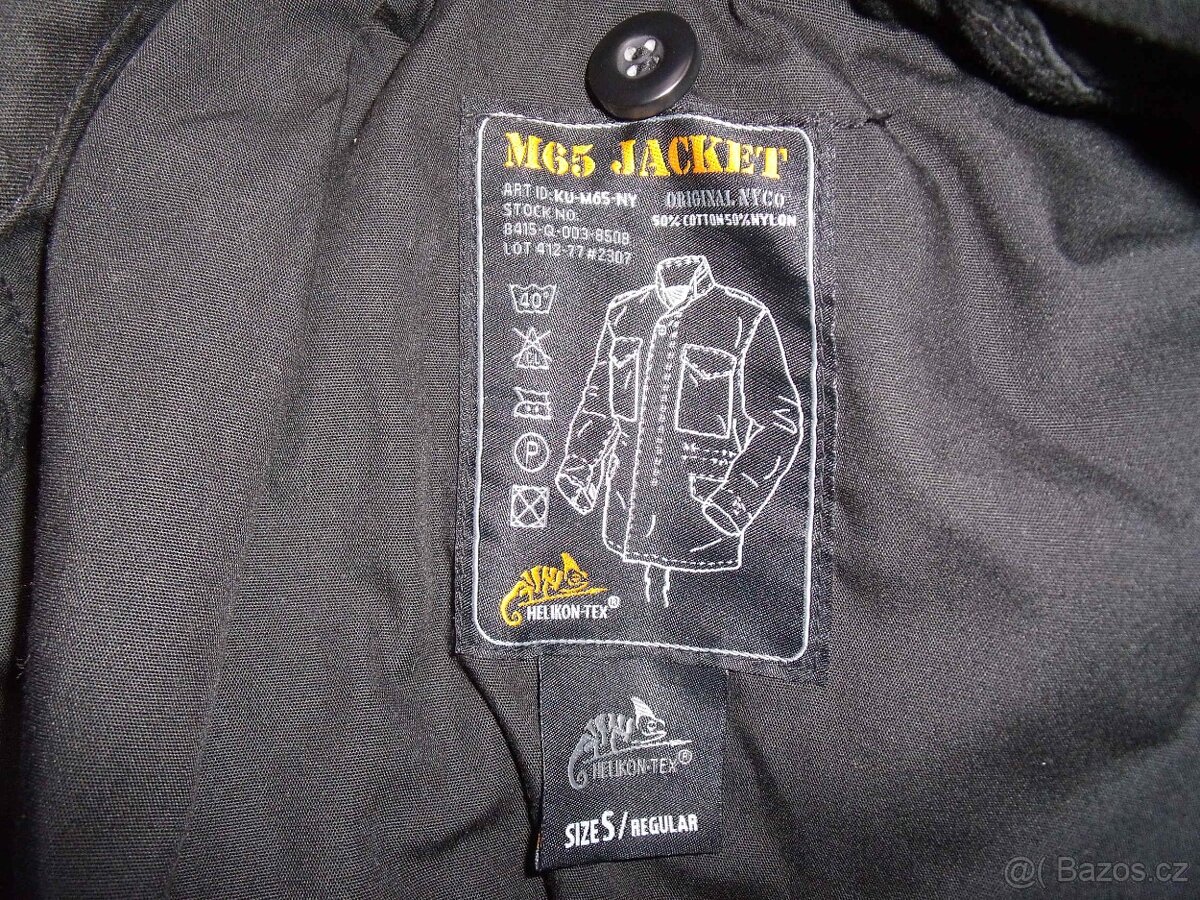 M65 JACKET
ART ID: KU-M65-NY
ORIGINAL NYCO
STOCK NO.
50% COTTON 50% NYLON
8415-Q-003-8508
LOT 412-77 #2307
40°
CL
P
HELIKON-TEX®
HELIKON-TEX®
SIZE S/ REGULAR
@( Bazos.cz